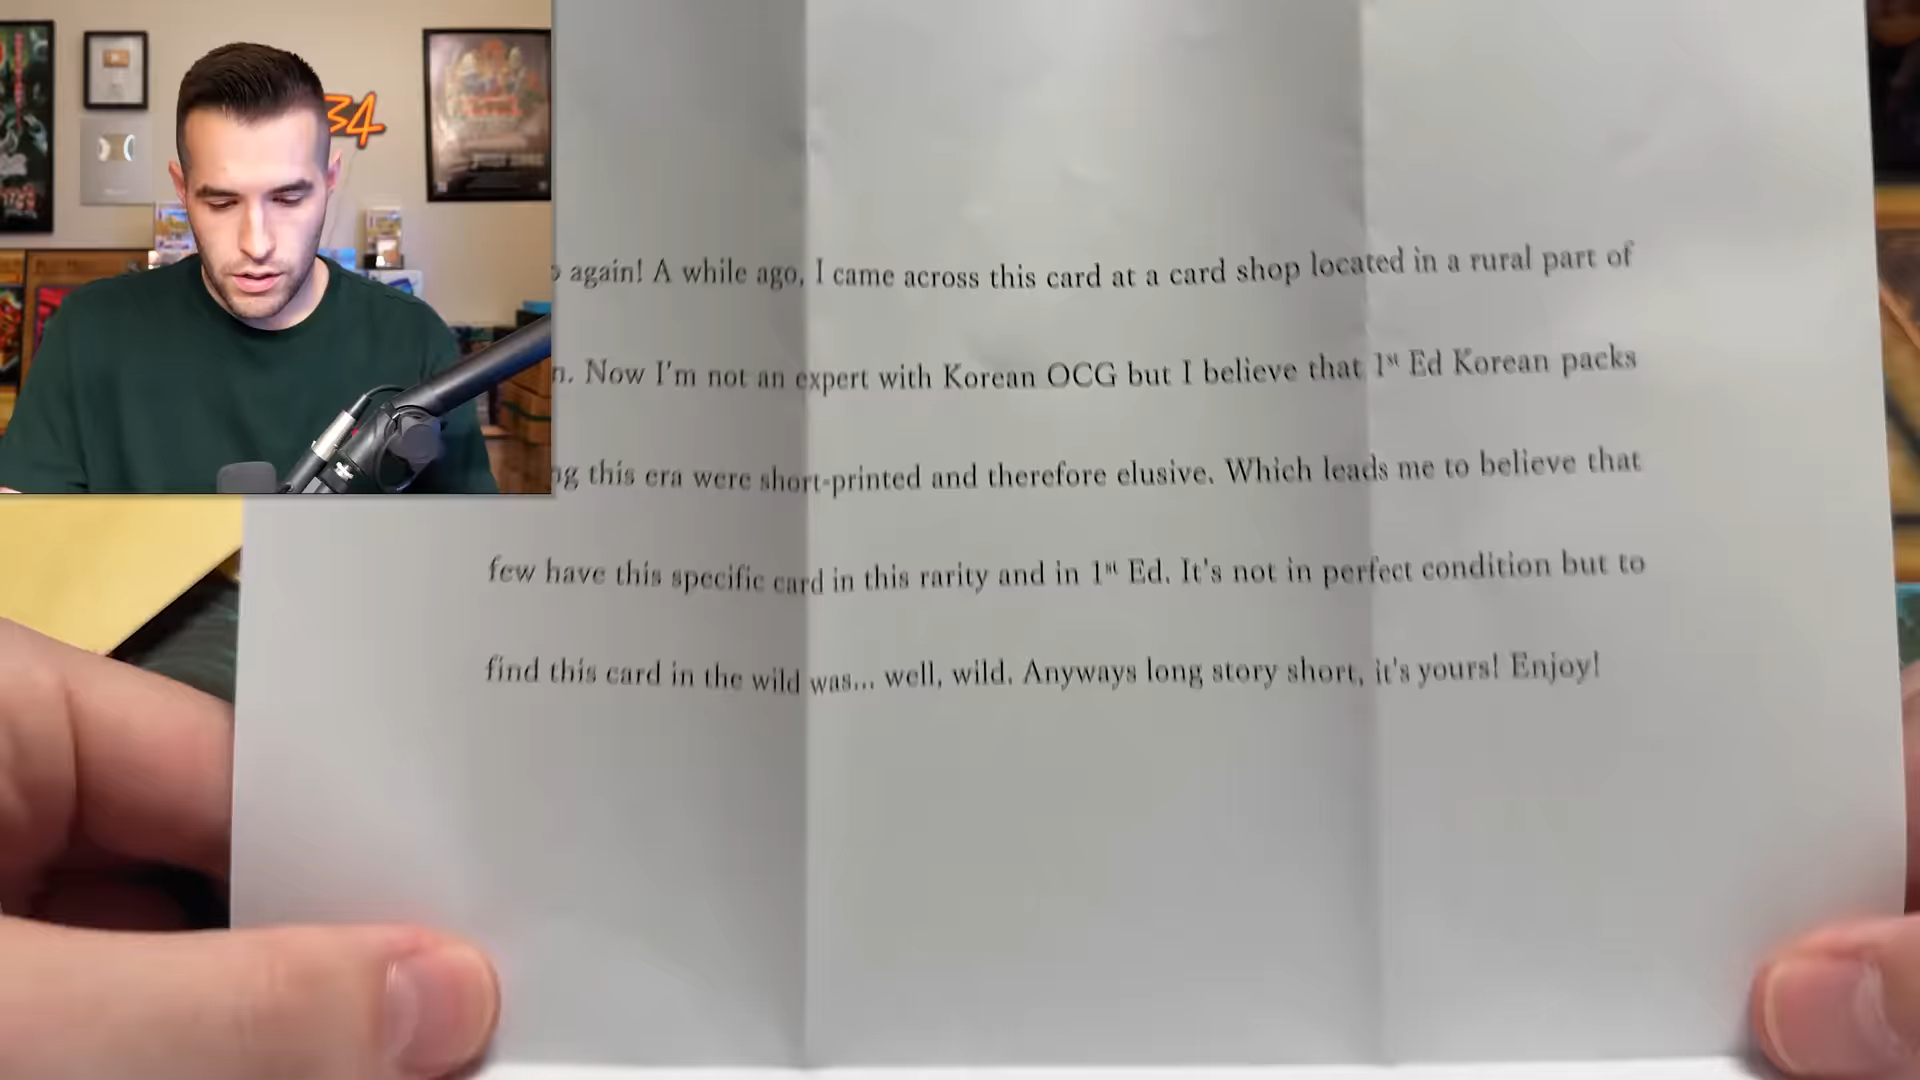 34
again! A while ago, I came across this card at a card shop located in a rural part of
Now I'm not an expert with Korean OCG but I believe that 1st Ed Korean packs
this era were short-printed and therefore elusive. Which leads me to believe that
few have this specific card in this rarity and in 1st Ed. It's not in perfect condition but to
find this card in the wild was... well, wild. Anyways long story short, it's yours! Enjoy!